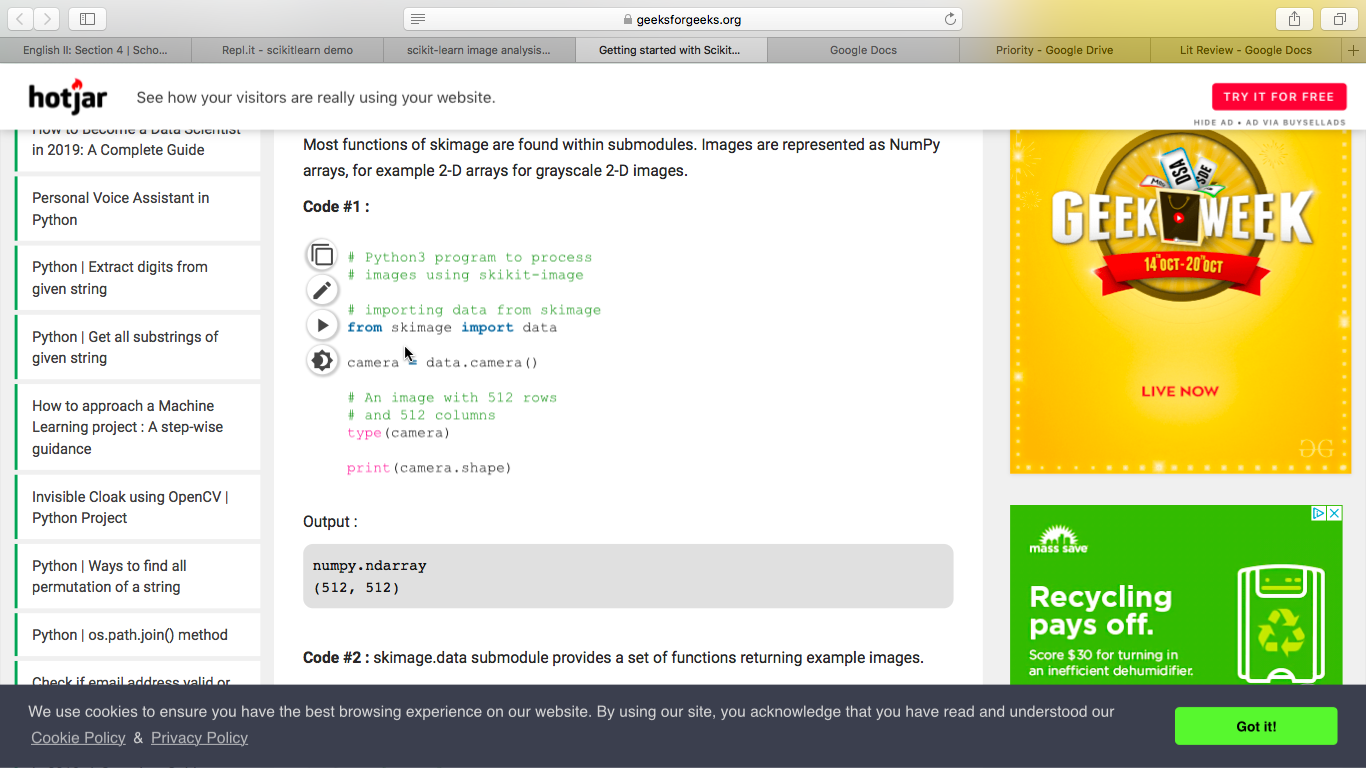 geeksforgeeks.org
English II: Section 4 | Scho...
Repl.it - scikitlearn demo
scikit-learn image analysis...
Getting started with Scikit...
Google Docs
Priority - Google Drive
Lit Review - Google Docs
hotjar
See how your visitors are really using your website.
TRY IT FOR FREE
HIDE AD • AD VIA BUYSELLADS
How to Become a Data Scientist
in 2019: A Complete Guide
Personal Voice Assistant in
Python
Python | Extract digits from
given string
Python | Get all substrings of
given string
How to approach a Machine
Learning project : A step-wise
guidance
Invisible Cloak using OpenCV |
Python Project
Python | Ways to find all
permutation of a string
Python | os.path.join() method
Check if email address valid or
Most functions of skimage are found within submodules. Images are represented as NumPy
arrays, for example 2-D arrays for grayscale 2-D images.
Code #1 :
# Python3 program to process
# images using skikit-image
# importing data from skimage
from skimage import data
camera = data.camera()
# An image with 512 rows
# and 512 columns
type(camera)
print(camera.shape)
Output :
numpy.ndarray
(512, 512)
Code #2 : skimage.data submodule provides a set of functions returning example images.
DSA
SDE
GEEK WEEK
14TH OCT-20TH OCT
LIVE NOW
GG
mass save
Recycling
pays off.
Score $30 for turning in
an inefficient dehumidifier.
We use cookies to ensure you have the best browsing experience on our website. By using our site, you acknowledge that you have read and understood our
Cookie Policy & Privacy Policy
Got it!